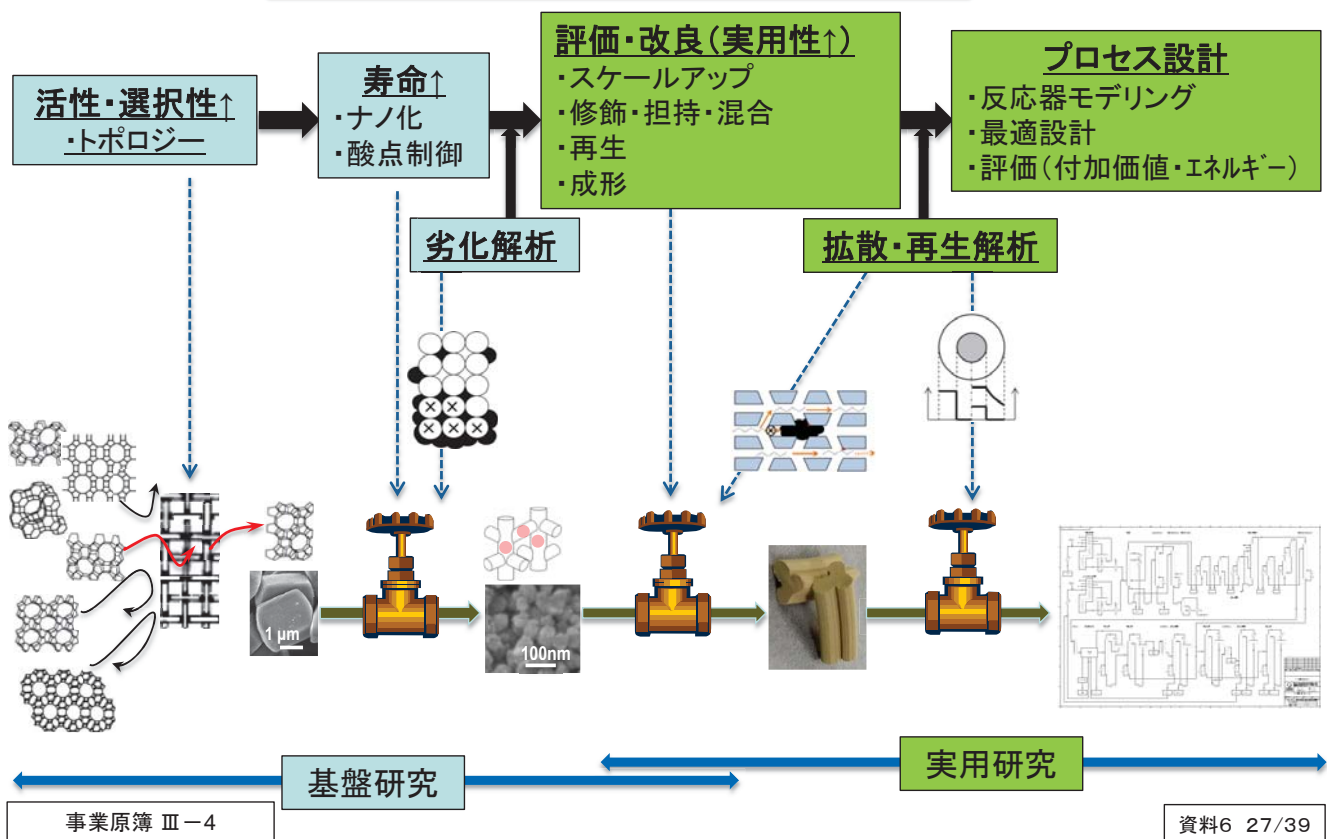 活性・選択性↑
・トポロジー
寿命↑
・ナノ化
・酸点制御
評価・改良(実用性↑)
・スケールアップ
・修飾・担持・混合
・再生
・成形
プロセス設計
・反応器モデリング
・最適設計
・評価(付加価値・エネルギー)
劣化解析
拡散・再生解析
1 μm
100nm
基盤研究
実用研究
事業原簿 Ⅲ-4
資料6 27/39